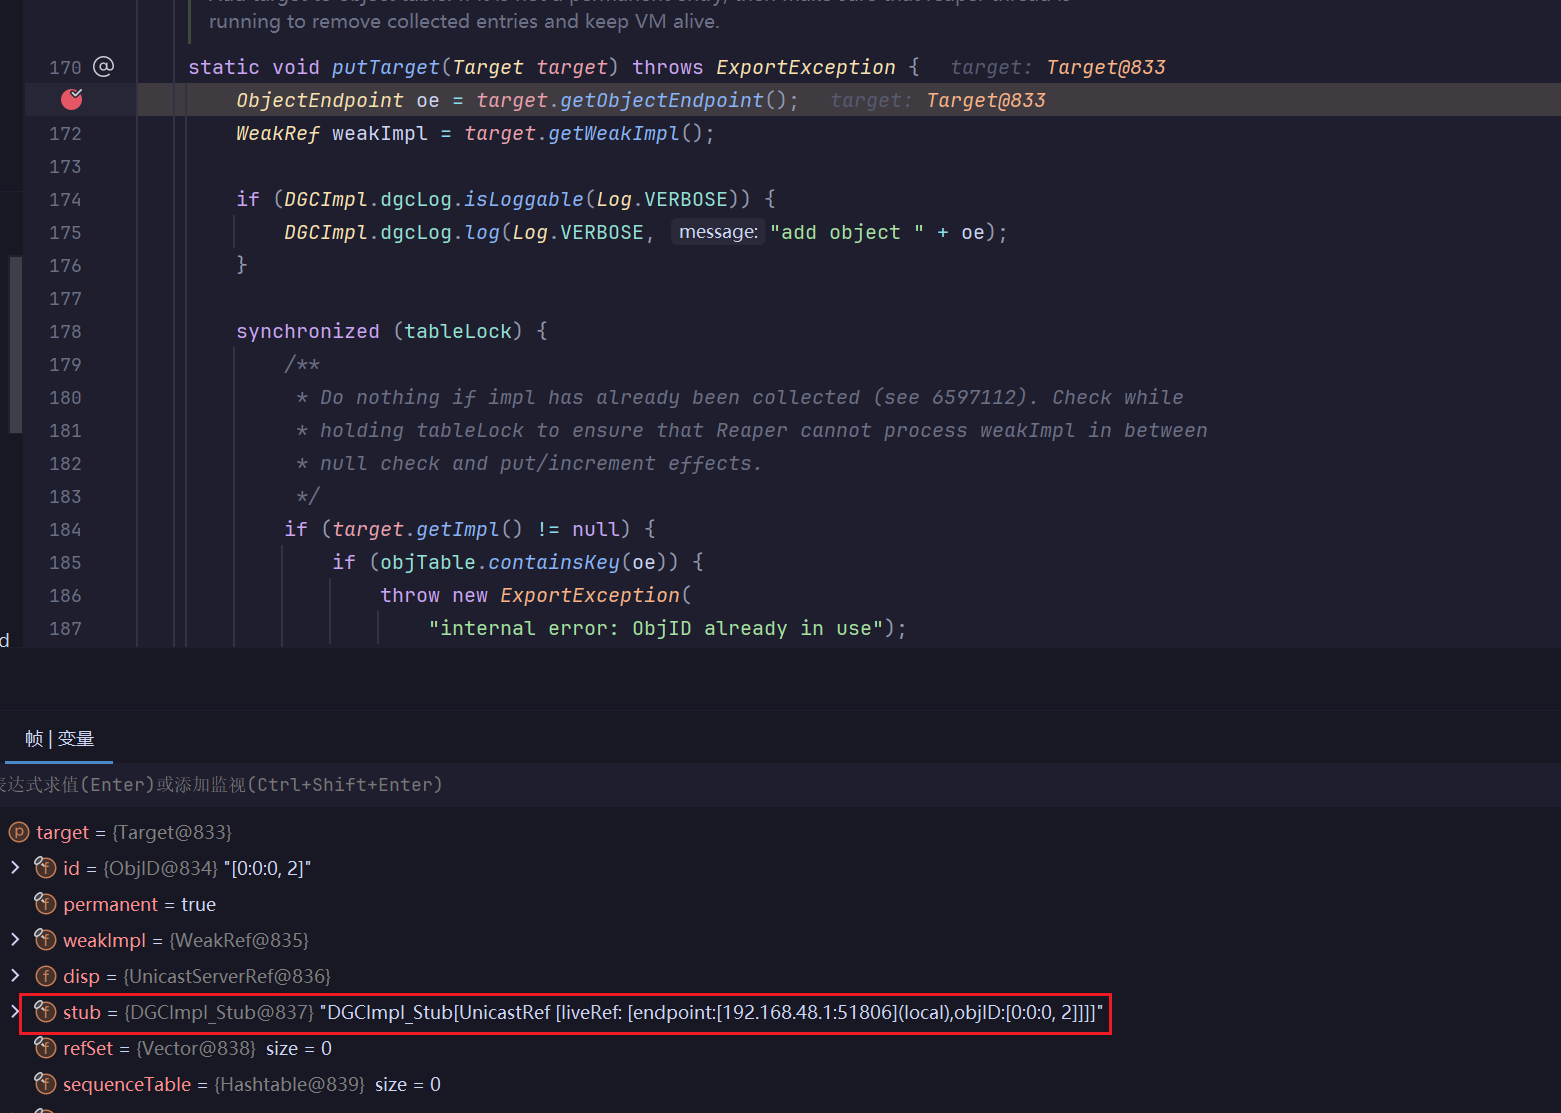 running to remove collected entries and keep VM alive.
170 @ static void putTarget(Target target) throws ExportException { target: Target@833
ObjectEndpoint oe = target.getObjectEndpoint(); target: Target@833
172 WeakRef weakImpl = target.getWeakImpl();
173
174 if (DGCImpl.dgcLog.isLoggable(Log.VERBOSE)) {
175 DGCImpl.dgcLog.log(Log.VERBOSE, message: "add object " + oe);
176 }
177
178 synchronized (tableLock) {
179 /**
180 * Do nothing if impl has already been collected (see 6597112). Check while
181 * holding tableLock to ensure that Reaper cannot process weakImpl in between
182 * null check and put/increment effects.
183 */
184 if (target.getImpl() != null) {
185 if (objTable.containsKey(oe)) {
186 throw new ExportException(
187 "internal error: ObjID already in use");
d
帧 | 变量
达式求值(Enter)或添加监视(Ctrl+Shift+Enter)
target = {Target@833}
id = {ObjID@834} "[0:0:0, 2]"
permanent = true
weakImpl = {WeakRef@835}
disp = {UnicastServerRef@836}
stub = {DGCImpl_Stub@837} "DGCImpl_Stub[UnicastRef [liveRef: [endpoint:[192.168.48.1:51806](local),objID:[0:0:0, 2]]]]"
refSet = {Vector@838} size = 0
sequenceTable = {Hashtable@839} size = 0